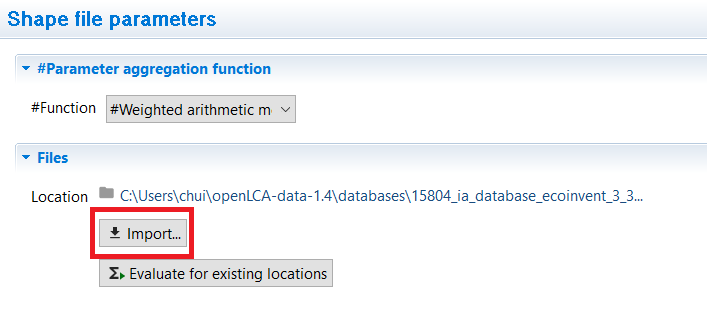 Shape file parameters
#Parameter aggregation function
#Function #Weighted arithmetic m
Files
Location C:\Users\chui\openLCA-data-1.4\databases\15804_ia_database_ecoinvent_3_3...
Import...
Evaluate for existing locations